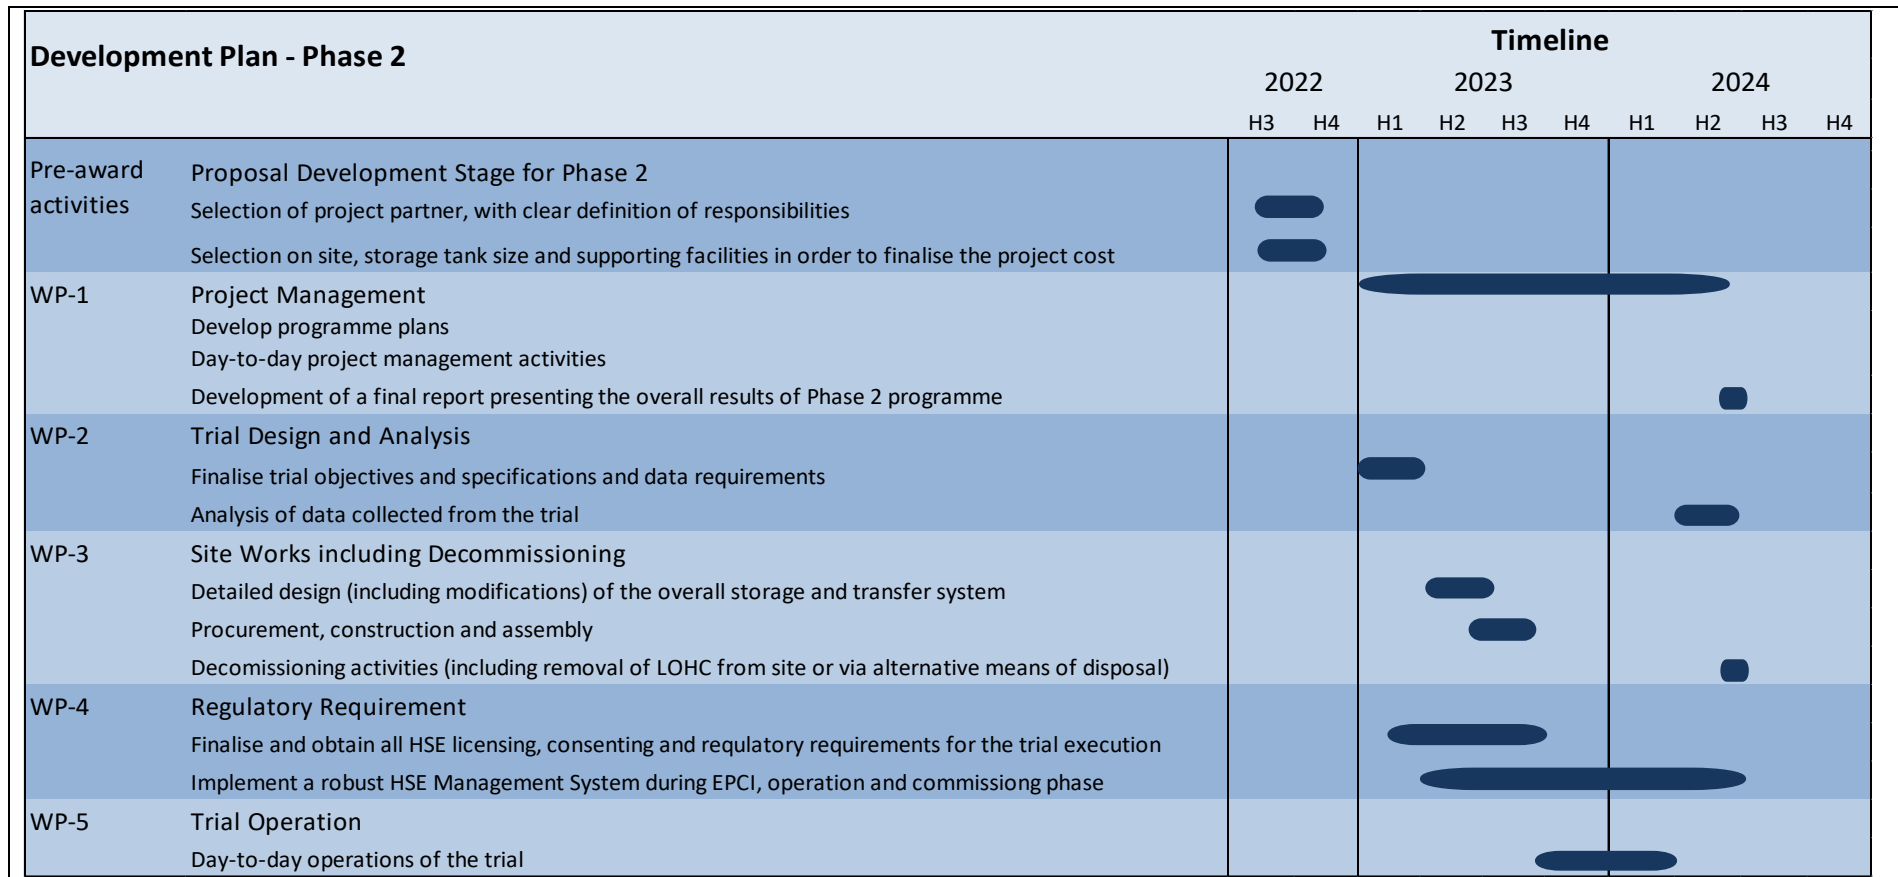 Development Plan - Phase 2
Timeline
2022 2023 2024
H3 H4 H1 H2 H3 H4 H1 H2 H3 H4
Pre-award activities
Proposal Development Stage for Phase 2
Selection of project partner, with clear definition of responsibilities
Selection on site, storage tank size and supporting facilities in order to finalise the project cost
WP-1 Project Management
Develop programme plans
Day-to-day project management activities
Development of a final report presenting the overall results of Phase 2 programme
WP-2 Trial Design and Analysis
Finalise trial objectives and specifications and data requirements
Analysis of data collected from the trial
WP-3 Site Works including Decommissioning
Detailed design (including modifications) of the overall storage and transfer system
Procurement, construction and assembly
Decomissioning activities (including removal of LOHC from site or via alternative means of disposal)
WP-4 Regulatory Requirement
Finalise and obtain all HSE licensing, consenting and requlatory requirements for the trial execution
Implement a robust HSE Management System during EPCI, operation and commissiong phase
WP-5 Trial Operation
Day-to-day operations of the trial